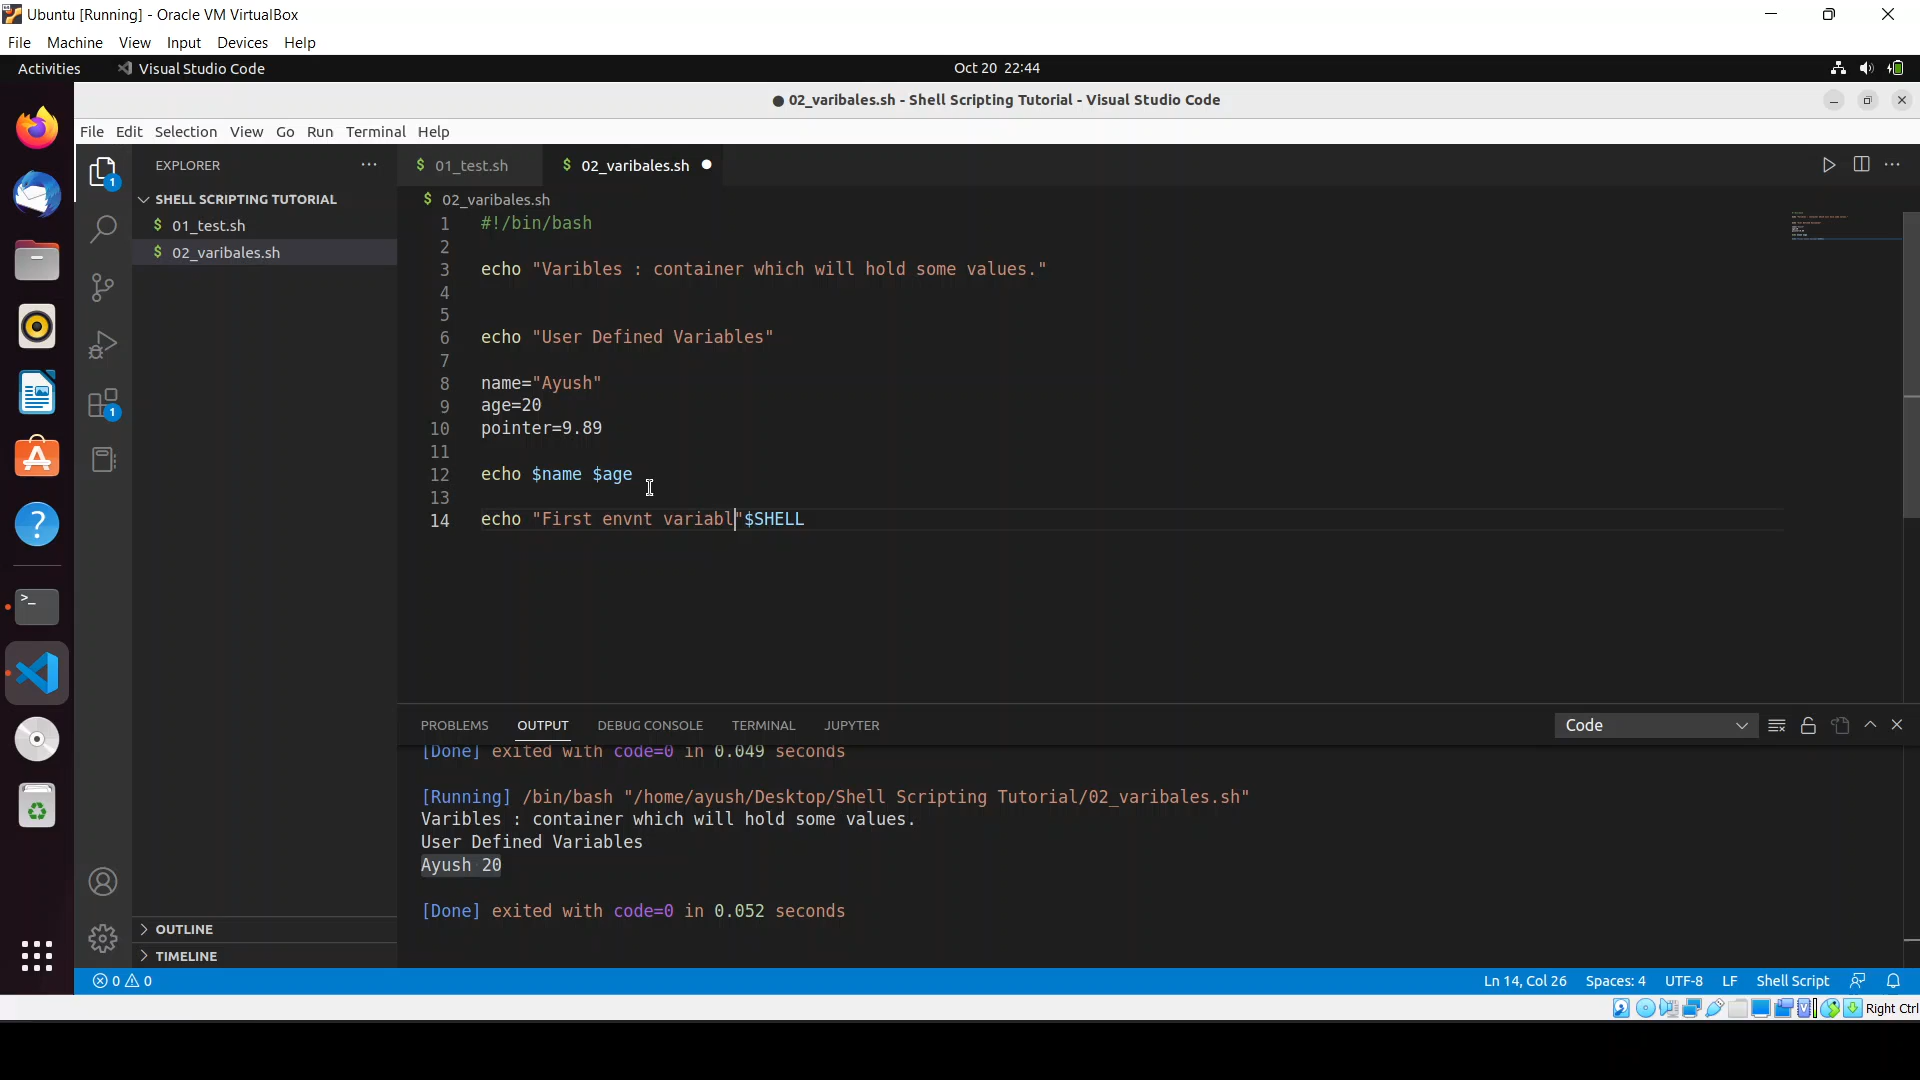 Ubuntu [Running] - Oracle VM VirtualBox
File Machine View Input Devices Help
Activities Visual Studio Code Oct 20 22:44
● 02_varibales.sh - Shell Scripting Tutorial - Visual Studio Code
File Edit Selection View Go Run Terminal Help
EXPLORER
SHELL SCRIPTING TUTORIAL
$ 01_test.sh
$ 02_varibales.sh
OUTLINE
TIMELINE
1
1
$ 01_test.sh $ 02_varibales.sh ●
$ 02_varibales.sh
1 #!/bin/bash
2
3 echo "Varibles : container which will hold some values."
4
5
6 echo "User Defined Variables"
7
8 name="Ayush"
9 age=20
10 pointer=9.89
11
12 echo $name $age
13
14 echo "First envnt variabl"$SHELL
PROBLEMS OUTPUT DEBUG CONSOLE TERMINAL JUPYTER Code
[Done] exited with code=0 in 0.049 seconds
[Running] /bin/bash "/home/ayush/Desktop/Shell Scripting Tutorial/02_varibales.sh"
Varibles : container which will hold some values.
User Defined Variables
Ayush 20
[Done] exited with code=0 in 0.052 seconds
0 0 Ln 14, Col 26 Spaces: 4 UTF-8 LF Shell Script
Right Ctrl